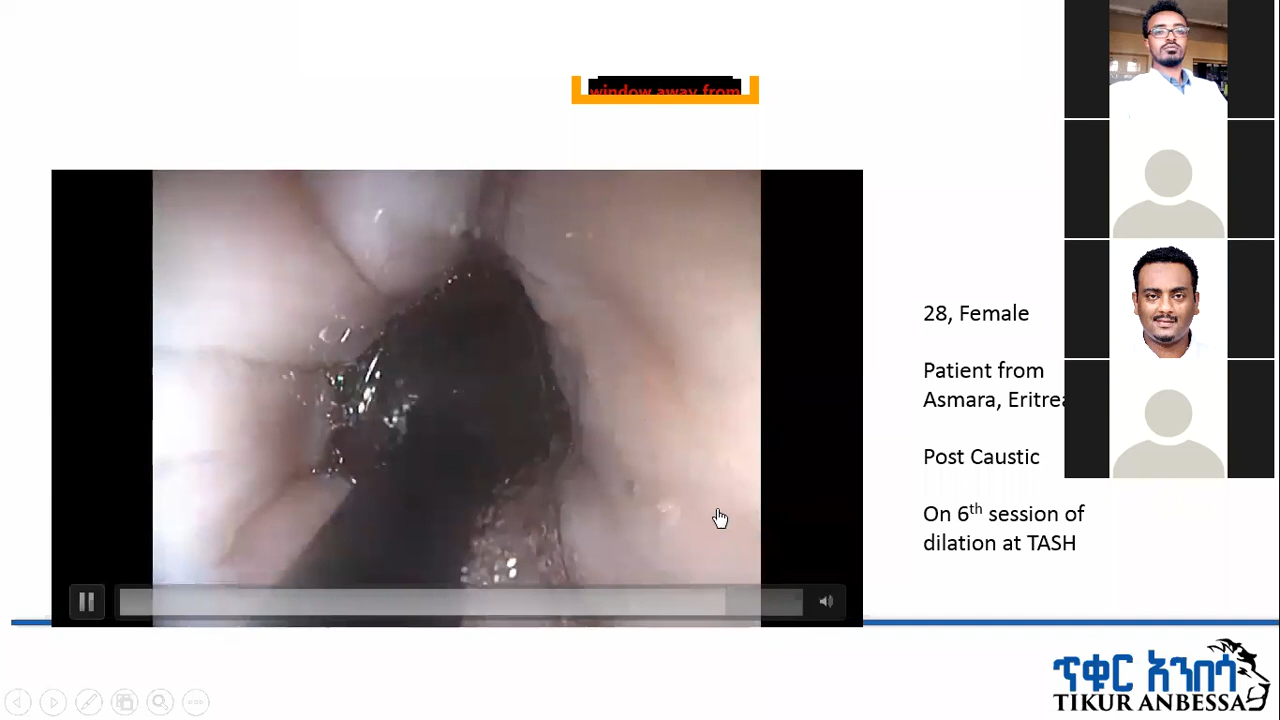 window away from
28, Female
Patient from
Asmara, Eritrea
Post Caustic
On 6th session of
dilation at TASH
ጥቁር አንበሳ
TIKUR ANBESSA